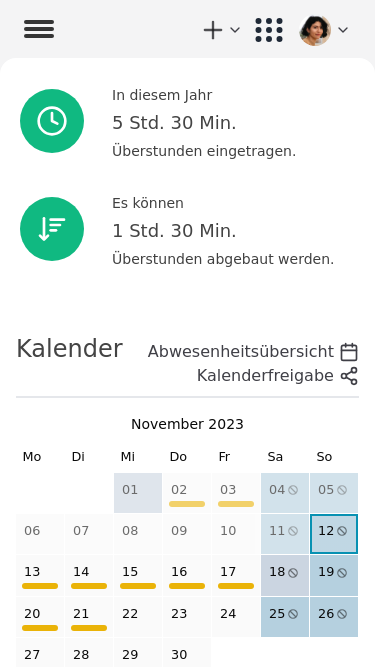 In diesem Jahr
5 Std. 30 Min.
Überstunden eingetragen.
Es können
1 Std. 30 Min.
Überstunden abgebaut werden.
Kalender
Abwesenheitsübersicht
Kalenderfreigabe
November 2023
Mo Di Mi Do Fr Sa So
01 02 03 04 05
06 07 08 09 10 11 12
13 14 15 16 17 18 19
20 21 22 23 24 25 26
27 28 29 30